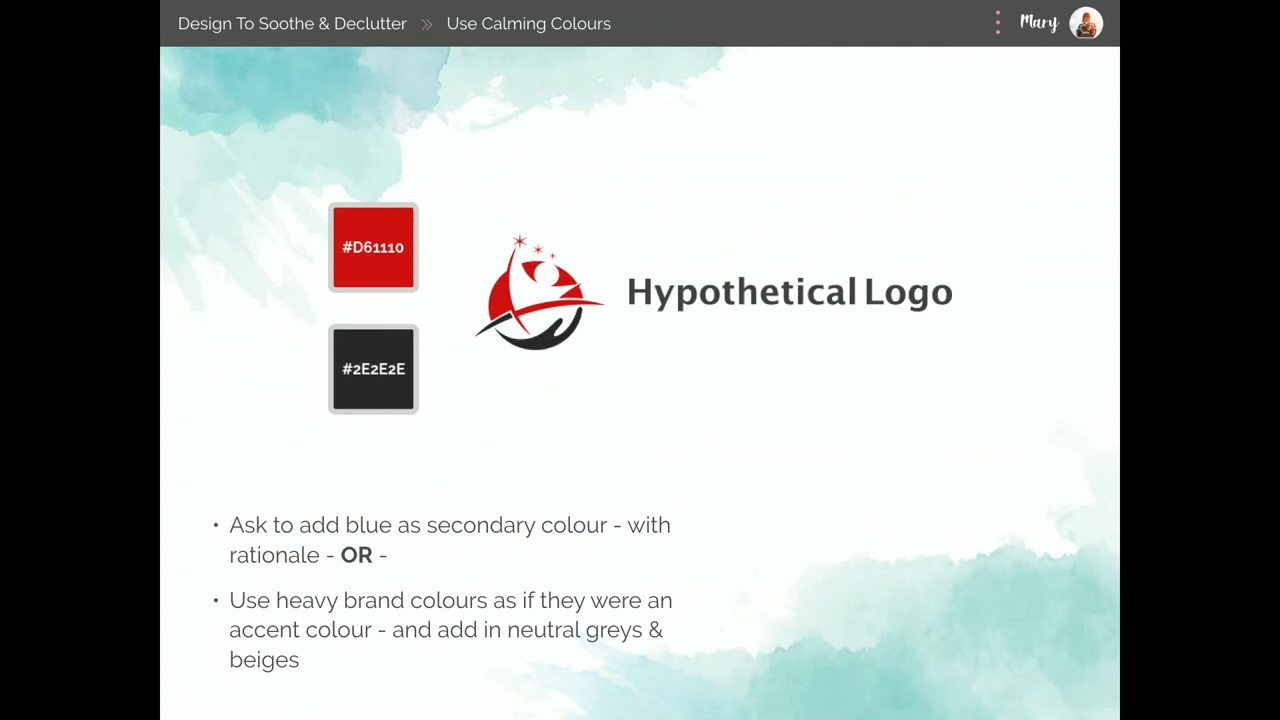 Design To Soothe & Declutter » Use Calming Colours
Mary
#D61110
Hypothetical Logo
#2E2E2E
• Ask to add blue as secondary colour - with
rationale - OR -
• Use heavy brand colours as if they were an
accent colour - and add in neutral greys &
beiges